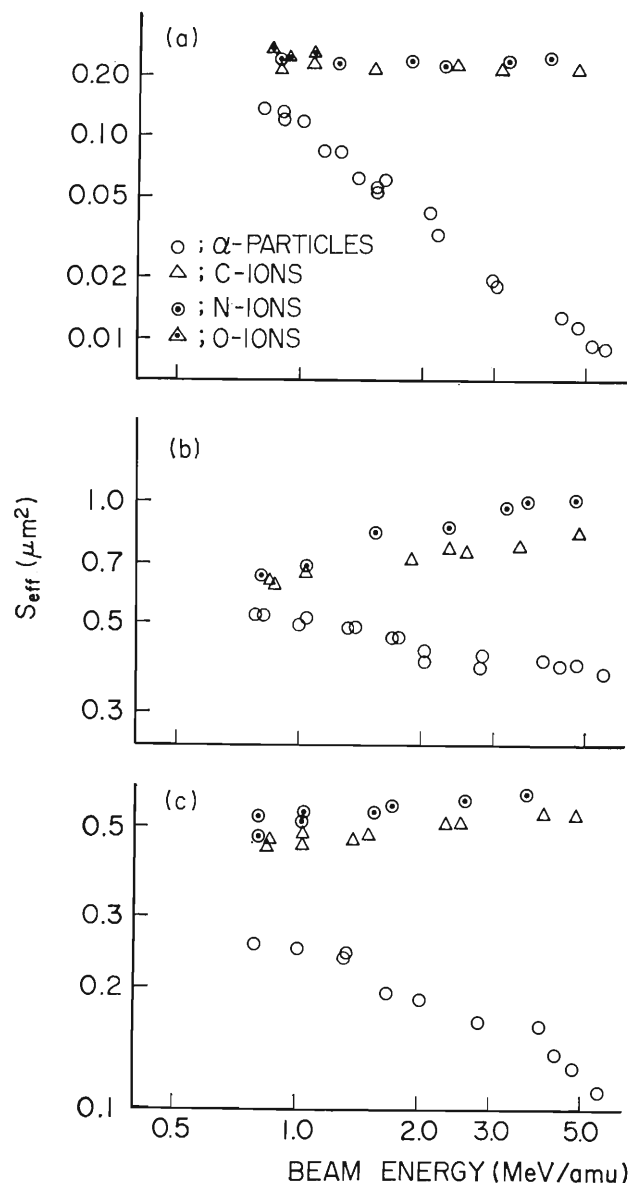 (a)
0.20
0.10
0.05
0.02
0.01
○ ; α-PARTICLES
△ ; C-IONS
⊙ ; N-IONS
◬ ; O-IONS
(b)
1.0
0.7
0.5
0.3
S_eff (μm²)
(c)
0.5
0.3
0.2
0.1
0.5 1.0 2.0 3.0 5.0
BEAM ENERGY (MeV/amu)